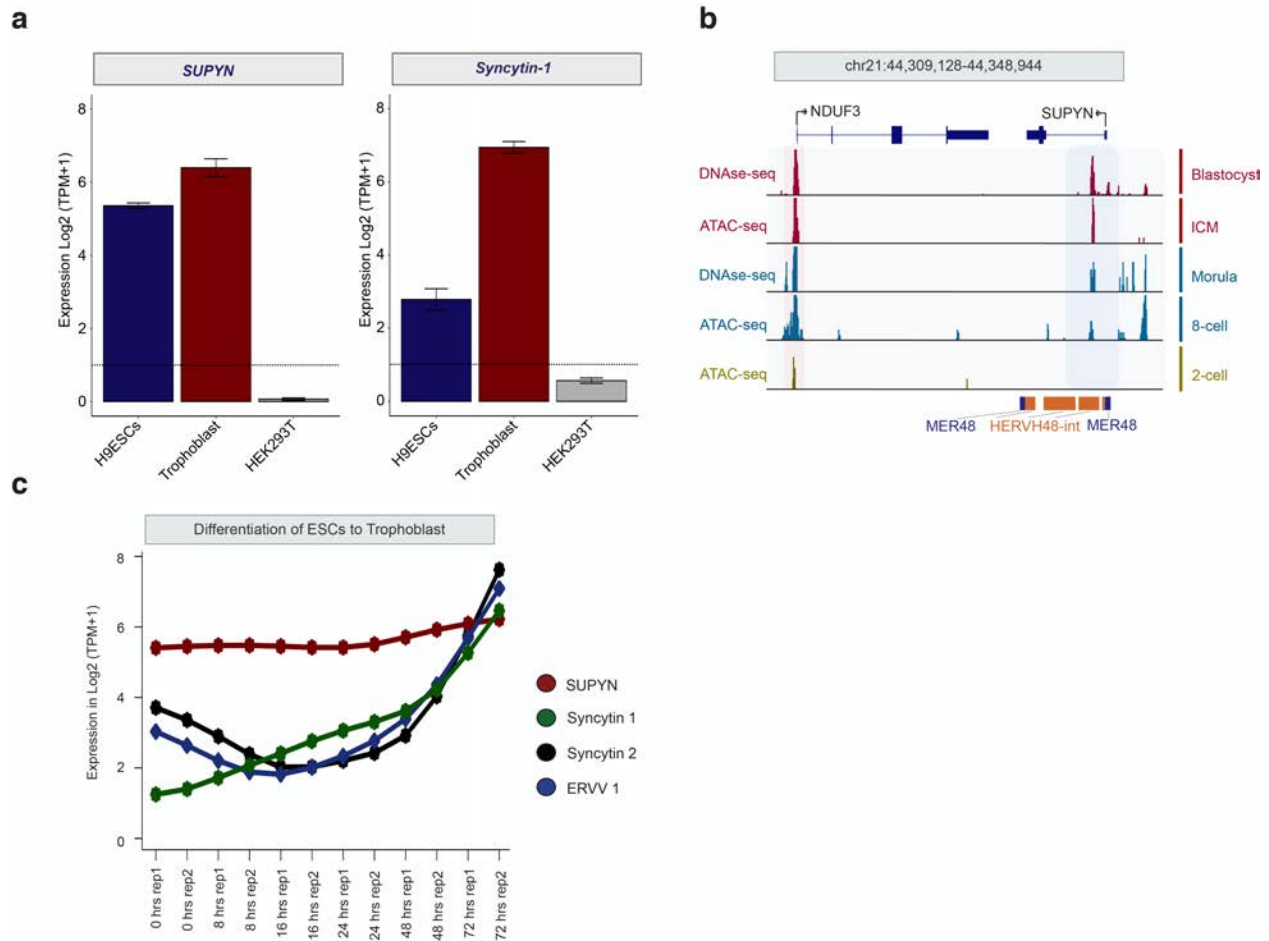 a
SUPYN
Syncytin-1
Expression Log2 (TPM+1)
8
6
4
2
0
H9ESCs
Trophoblast
HEK293T
Expression Log2 (TPM+1)
8
6
4
2
0
H9ESCs
Trophoblast
HEK293T
b
chr21:44,309,128-44,348,944
NDUF3
SUPYN
DNAse-seq
Blastocyst
ATAC-seq
ICM
DNAse-seq
Morula
ATAC-seq
8-cell
ATAC-seq
2-cell
MER48 HERVH48-int MER48
c
Differentiation of ESCs to Trophoblast
Expression in Log2 (TPM+1)
8
6
4
2
0
0 hrs rep1
0 hrs rep2
8 hrs rep1
8 hrs rep2
16 hrs rep1
16 hrs rep2
24 hrs rep1
24 hrs rep2
48 hrs rep1
48 hrs rep2
72 hrs rep1
72 hrs rep2
SUPYN
Syncytin 1
Syncytin 2
ERVV 1